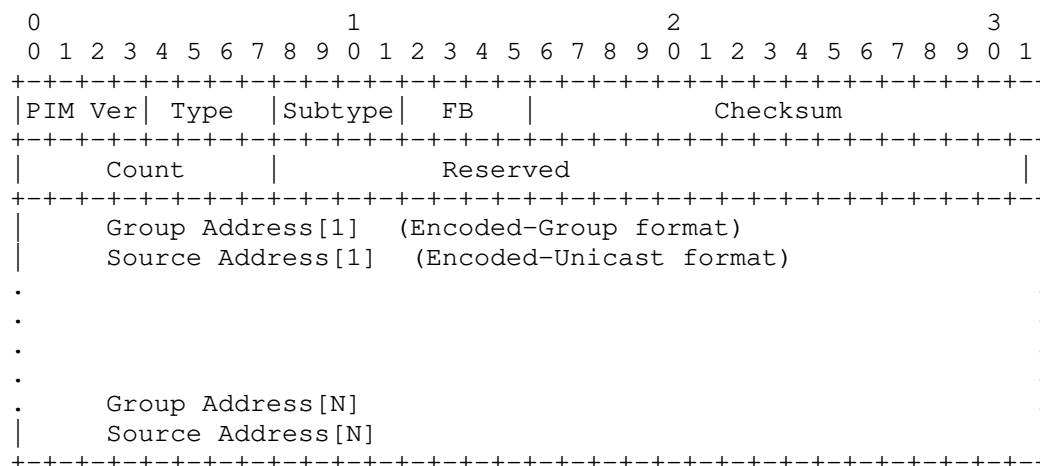 0                   1                   2                   3
 0 1 2 3 4 5 6 7 8 9 0 1 2 3 4 5 6 7 8 9 0 1 2 3 4 5 6 7 8 9 0 1
+-+-+-+-+-+-+-+-+-+-+-+-+-+-+-+-+-+-+-+-+-+-+-+-+-+-+-+-+-+-+-+--
|PIM Ver| Type  |Subtype|  FB   |           Checksum
+-+-+-+-+-+-+-+-+-+-+-+-+-+-+-+-+-+-+-+-+-+-+-+-+-+-+-+-+-+-+-+--
|     Count     |          Reserved                            |
+-+-+-+-+-+-+-+-+-+-+-+-+-+-+-+-+-+-+-+-+-+-+-+-+-+-+-+-+-+-+-+--
|     Group Address[1]  (Encoded-Group format)
|     Source Address[1]  (Encoded-Unicast format)
.                                                               .
.                                                               .
.                                                               .
.                                                               .
.     Group Address[N]                                          .
|     Source Address[N]
+-+-+-+-+-+-+-+-+-+-+-+-+-+-+-+-+-+-+-+-+-+-+-+-+-+-+-+-+-+-+-+--